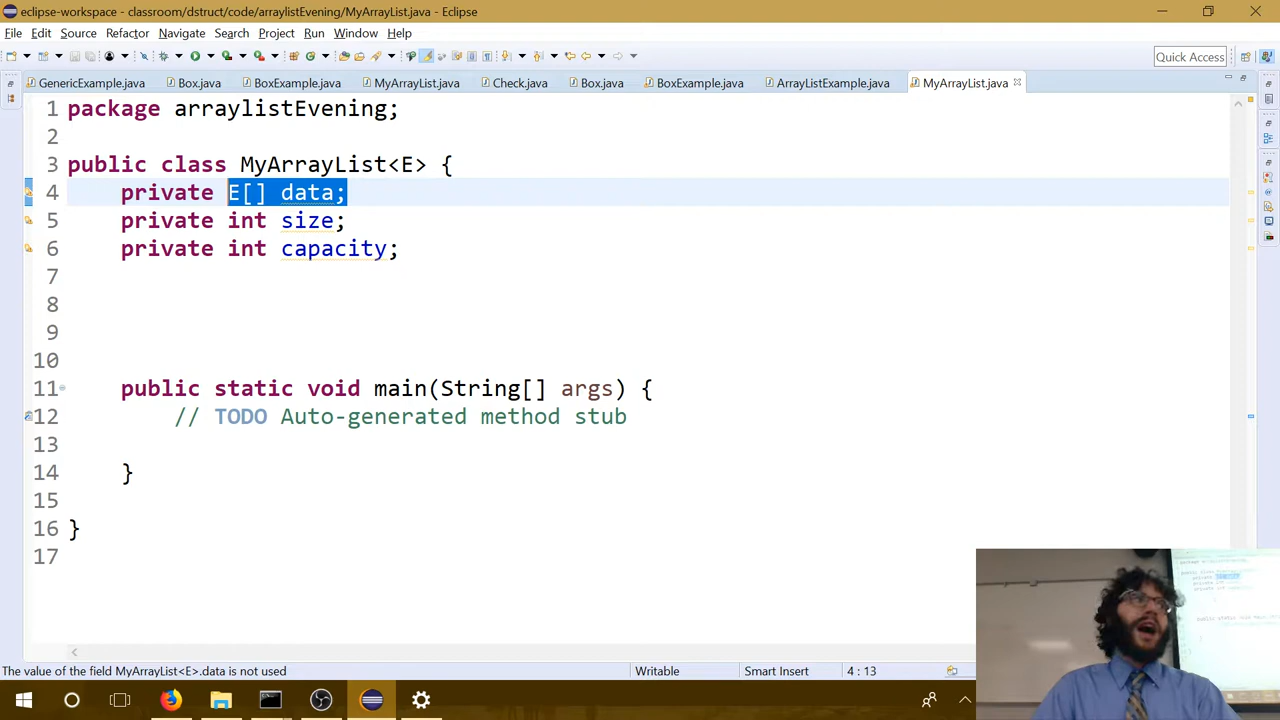 eclipse-workspace - classroom/dstruct/code/arraylistEvening/MyArrayList.java - Eclipse
File Edit Source Refactor Navigate Search Project Run Window Help
Quick Access
GenericExample.java Box.java BoxExample.java MyArrayList.java Check.java Box.java BoxExample.java ArrayListExample.java MyArrayList.java
1 package arraylistEvening;
2
3 public class MyArrayList<E> {
4 private E[] data;
5 private int size;
6 private int capacity;
7
8
9
10
11 public static void main(String[] args) {
12 // TODO Auto-generated method stub
13
14 }
15
16 }
17
The value of the field MyArrayList<E>.data is not used Writable Smart Insert 4 : 13